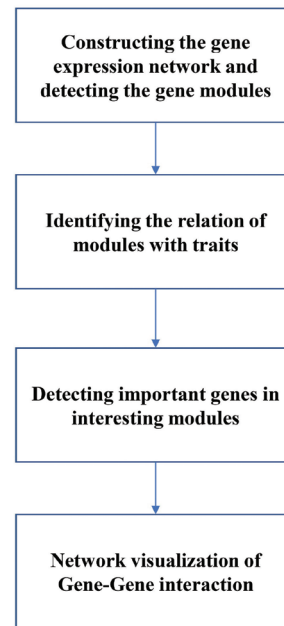 Constructing the gene
expression network and
detecting the gene modules
Identifying the relation of
modules with traits
Detecting important genes in
interesting modules
Network visualization of
Gene-Gene interaction